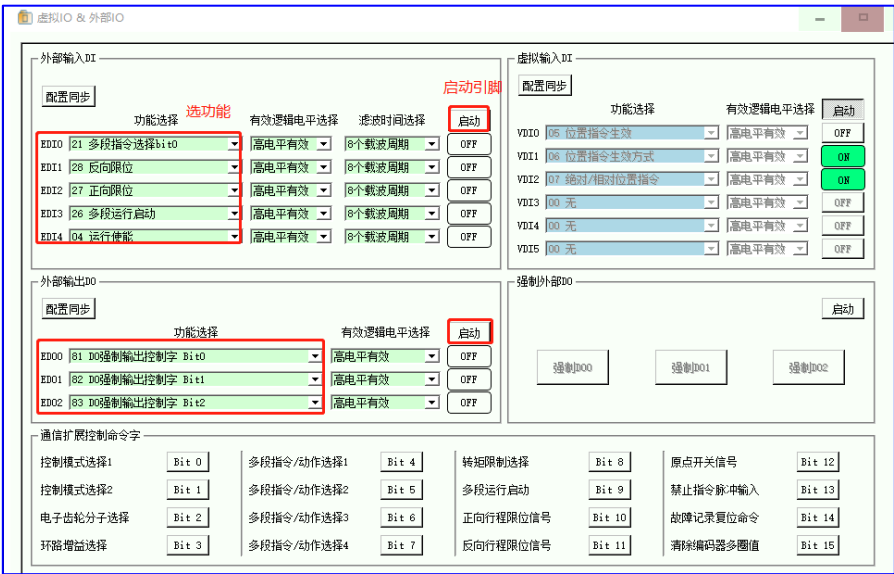 虚拟IO & 外部IO
外部输入DI
配置同步
选功能
启动引脚
功能选择 有效逻辑电平选择 滤波时间选择 启动
EDI0 21 多段指令选择bit0 高电平有效 8个载波周期 OFF
EDI1 28 反向限位 高电平有效 8个载波周期 OFF
EDI2 27 正向限位 高电平有效 8个载波周期 OFF
EDI3 26 多段运行启动 高电平有效 8个载波周期 OFF
EDI4 04 运行使能 高电平有效 8个载波周期 OFF
虚拟输入DI
配置同步
功能选择 有效逻辑电平选择 启动
VDI0 05 位置指令生效 高电平有效 OFF
VDI1 06 位置指令生效方式 高电平有效 ON
VDI2 07 绝对/相对位置指令 高电平有效 ON
VDI3 00 无 高电平有效 OFF
VDI4 00 无 高电平有效 OFF
VDI5 00 无 高电平有效 OFF
外部输出DO
配置同步
功能选择 有效逻辑电平选择 启动
EDO0 81 DO强制输出控制字 Bit0 高电平有效 OFF
EDO1 82 DO强制输出控制字 Bit1 高电平有效 OFF
EDO2 83 DO强制输出控制字 Bit2 高电平有效 OFF
强制外部DO
启动
强制DO0 强制DO1 强制DO2
通信扩展控制命令字
控制模式选择1 Bit 0 多段指令/动作选择1 Bit 4 转矩限制选择 Bit 8 原点开关信号 Bit 12
控制模式选择2 Bit 1 多段指令/动作选择2 Bit 5 多段运行启动 Bit 9 禁止指令脉冲输入 Bit 13
电子齿轮分子选择 Bit 2 多段指令/动作选择3 Bit 6 正向行程限位信号 Bit 10 故障记录复位命令 Bit 14
环路增益选择 Bit 3 多段指令/动作选择4 Bit 7 反向行程限位信号 Bit 11 清除编码器多圈值 Bit 15